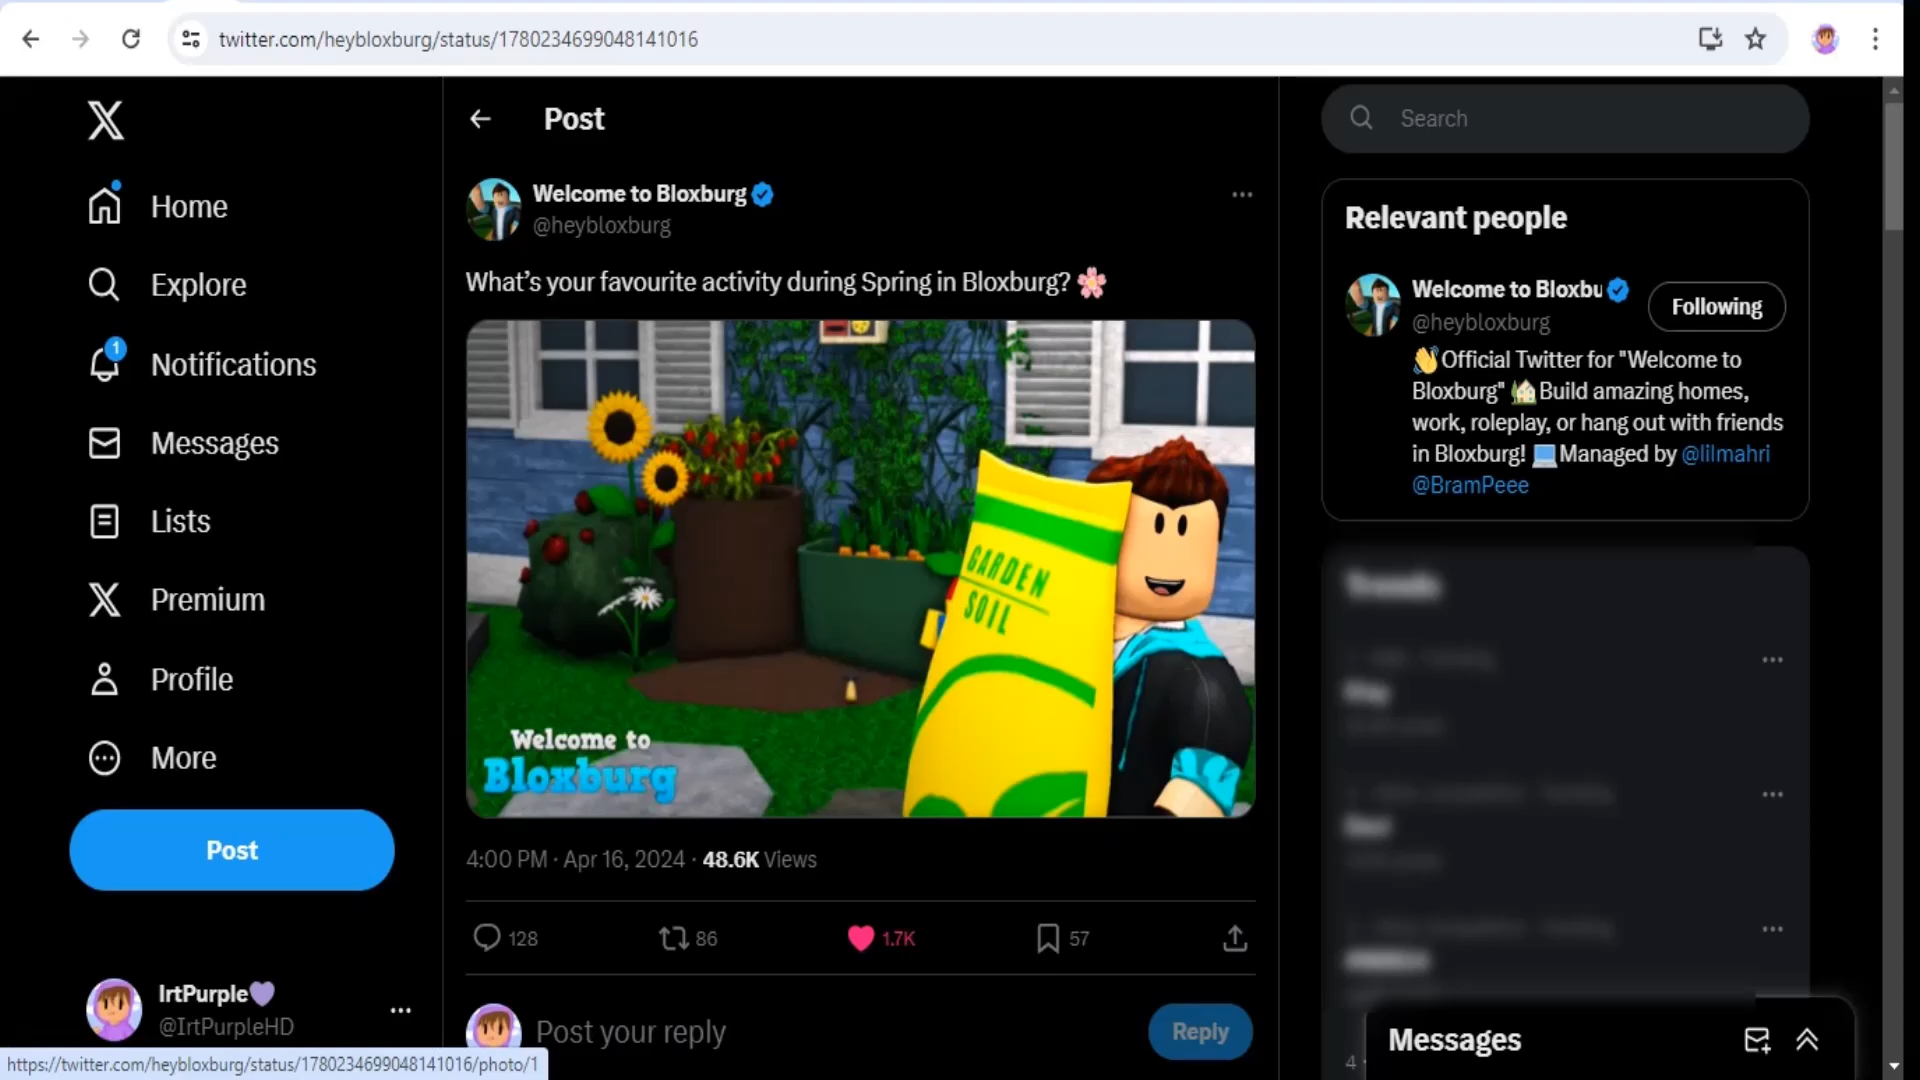 twitter.com/heybloxburg/status/1780234699048141016
Home
Explore
1
Notifications
Messages
Lists
Premium
Profile
More
Post
IrtPurple💜
@IrtPurpleHD
https://twitter.com/heybloxburg/status/1780234699048141016/photo/1
Post
Welcome to Bloxburg
@heybloxburg
What’s your favourite activity during Spring in Bloxburg? 🌸
GARDEN
SOIL
Welcome to
Bloxburg
4:00 PM · Apr 16, 2024 · 48.6K Views
128
86
1.7K
57
Post your reply
Reply
Search
Relevant people
Welcome to Bloxbu
@heybloxburg
Following
👋Official Twitter for "Welcome to
Bloxburg" 🏡Build amazing homes,
work, roleplay, or hang out with friends
in Bloxburg! 💻Managed by @lilmahri
@BramPeee
Trends
4 ·
Messages